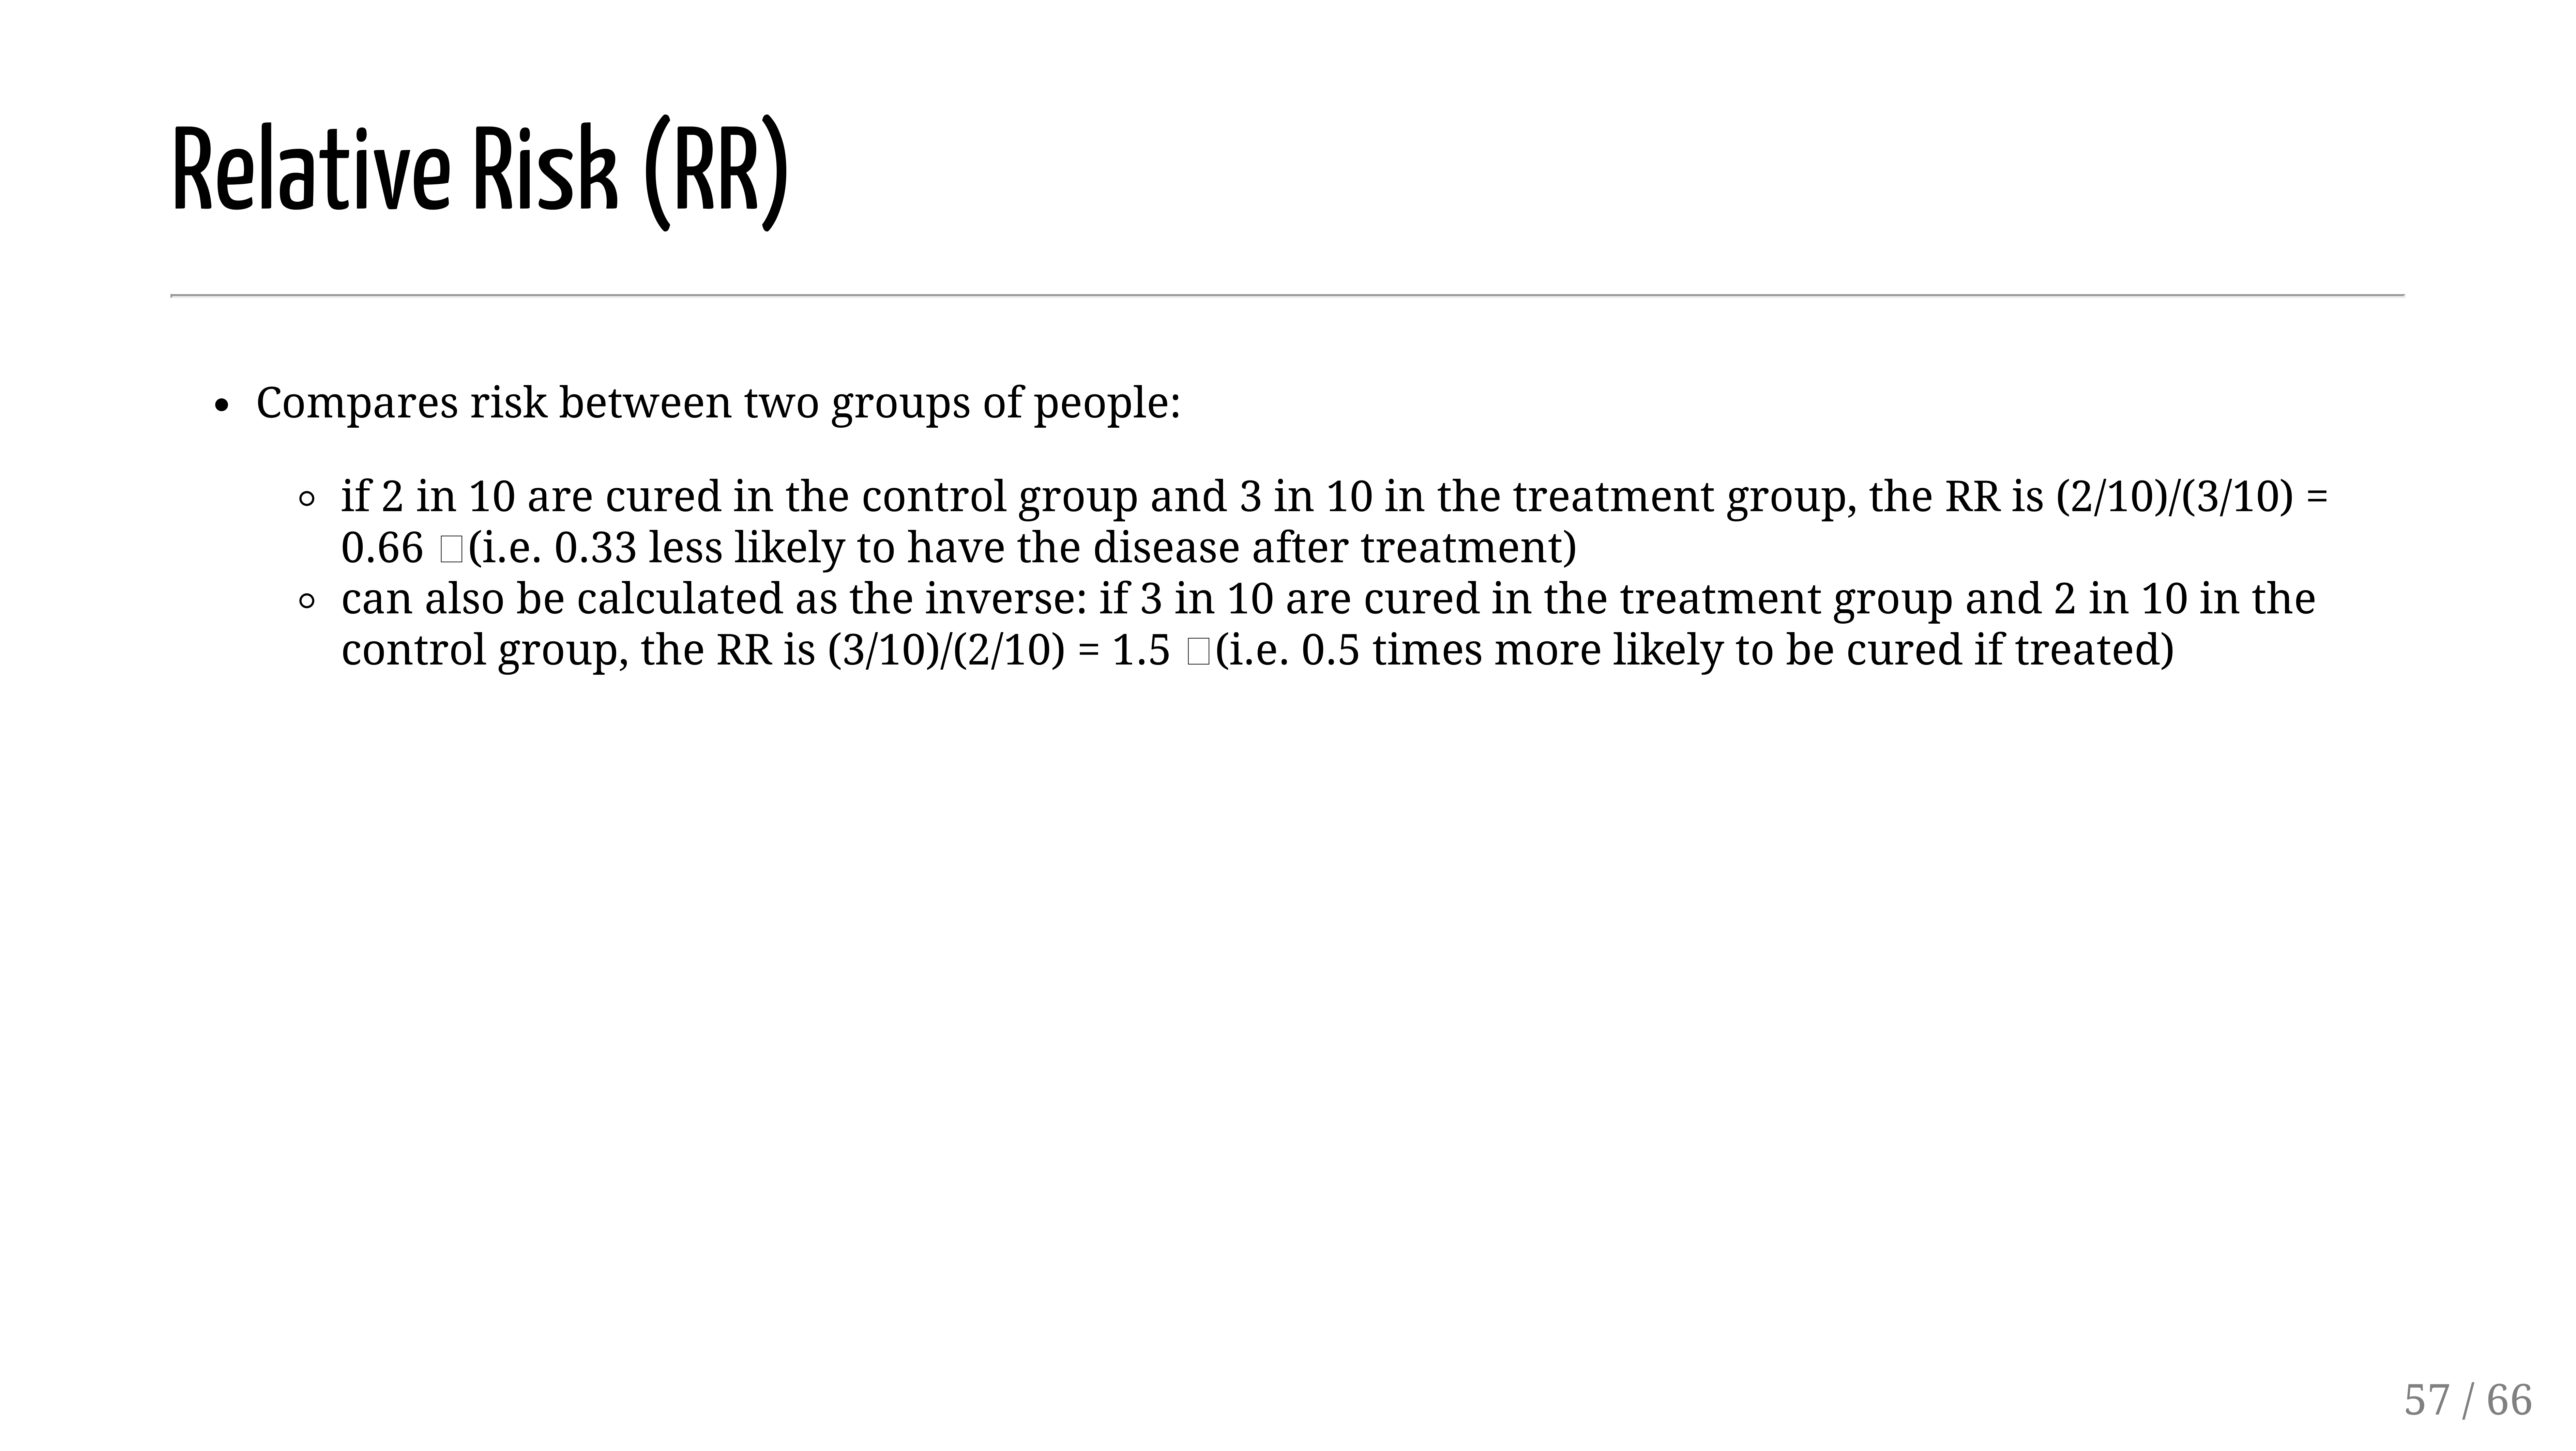 Relative Risk (RR)
• Compares risk between two groups of people:
◦ if 2 in 10 are cured in the control group and 3 in 10 in the treatment group, the RR is (2/10)/(3/10) =
0.66 □(i.e. 0.33 less likely to have the disease after treatment)
◦ can also be calculated as the inverse: if 3 in 10 are cured in the treatment group and 2 in 10 in the
control group, the RR is (3/10)/(2/10) = 1.5 □(i.e. 0.5 times more likely to be cured if treated)
57 / 66